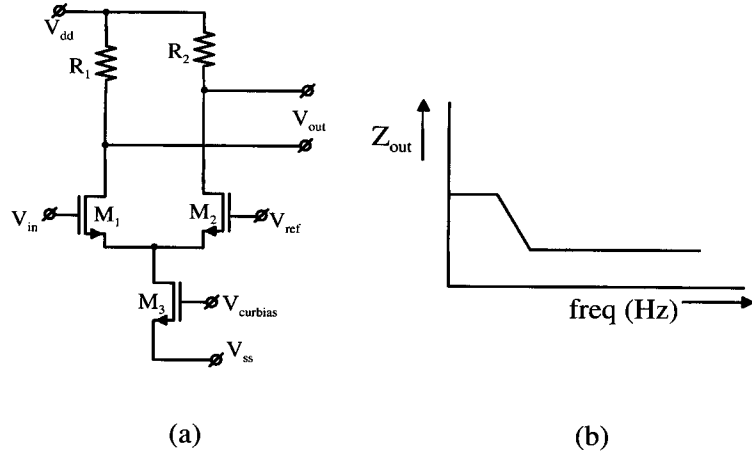 V_dd
R_1
R_2
V_out
V_in
M_1
M_2
V_ref
M_3
V_curbias
V_ss
(a)
Z_out
freq (Hz)
(b)